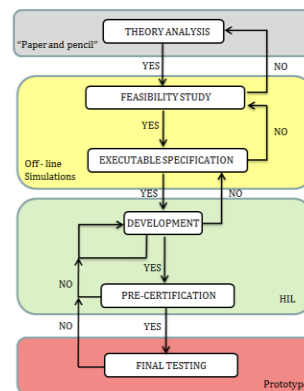 THEORY ANALYSIS
"Paper and pencil"
YES
NO
FEASIBILITY STUDY
YES
NO
EXECUTABLE SPECIFICATION
Off - line
Simulations
YES
NO
DEVELOPMENT
YES
NO
PRE-CERTIFICATION
HIL
NO
YES
FINAL TESTING
Prototype